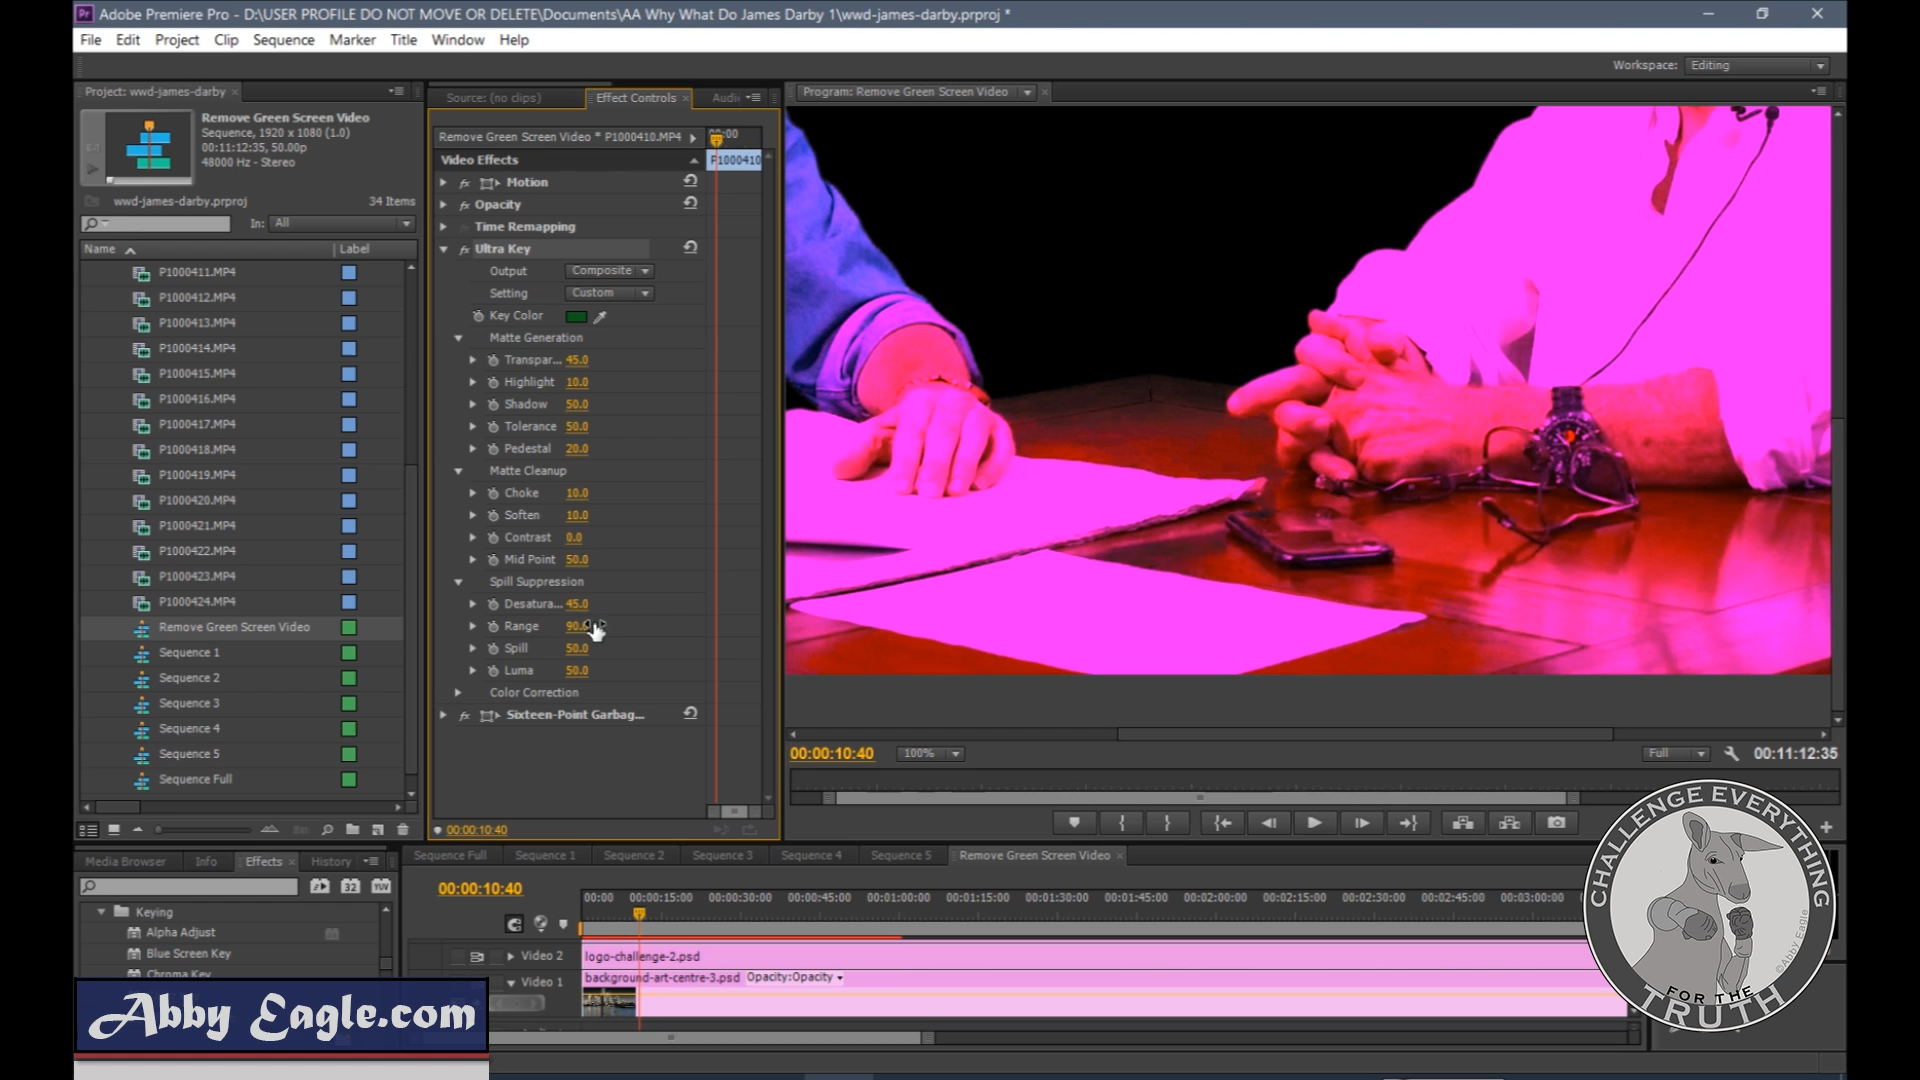 Adobe Premiere Pro - D:\USER PROFILE DO NOT MOVE OR DELETE\Documents\AA Why What Do James Darby 1\wwd-james-darby.prproj *
File Edit Project Clip Sequence Marker Title Window Help
Workspace: Editing
Project: wwd-james-darby
Remove Green Screen Video
Sequence, 1920 x 1080 (1.0)
00:11:12:35, 50.00p
48000 Hz - Stereo
wwd-james-darby.prproj 34 Items
In: All
Name Label
P1000411.MP4
P1000412.MP4
P1000413.MP4
P1000414.MP4
P1000415.MP4
P1000416.MP4
P1000417.MP4
P1000418.MP4
P1000419.MP4
P1000420.MP4
P1000421.MP4
P1000422.MP4
P1000423.MP4
P1000424.MP4
Remove Green Screen Video
Sequence 1
Sequence 2
Sequence 3
Sequence 4
Sequence 5
Sequence Full
Source: (no clips) Effect Controls Audi
Remove Green Screen Video * P1000410.MP4
:00
Video Effects
P1000410
fx Motion
fx Opacity
Time Remapping
fx Ultra Key
Output Composite
Setting Custom
Key Color
Matte Generation
Transpar... 45.0
Highlight 10.0
Shadow 50.0
Tolerance 50.0
Pedestal 20.0
Matte Cleanup
Choke 10.0
Soften 10.0
Contrast 0.0
Mid Point 50.0
Spill Suppression
Desatura... 45.0
Range 90.
Spill 50.0
Luma 50.0
Color Correction
fx Sixteen-Point Garbag...
00:00:10:40
Program: Remove Green Screen Video
00:00:10:40 100% Full 00:11:12:35
Media Browser Info Effects History
32 YUV
Keying
Alpha Adjust
Blue Screen Key
Chroma Key
Sequence Full Sequence 1 Sequence 2 Sequence 3 Sequence 4 Sequence 5 Remove Green Screen Video
00:00:10:40
00:00 00:00:15:00 00:00:30:00 00:00:45:00 00:01:00:00 00:01:15:00 00:01:30:00 00:01:45:00 00:02:00:00 00:02:15:00 00:02:30:00 00:02:45:00 00:03:00:00
Video 2 logo-challenge-2.psd
Video 1 background-art-centre-3.psd Opacity:Opacity
Abby Eagle.com
CHALLENGE EVERYTHING
FOR THE
TRUTH
©Abby Eagle